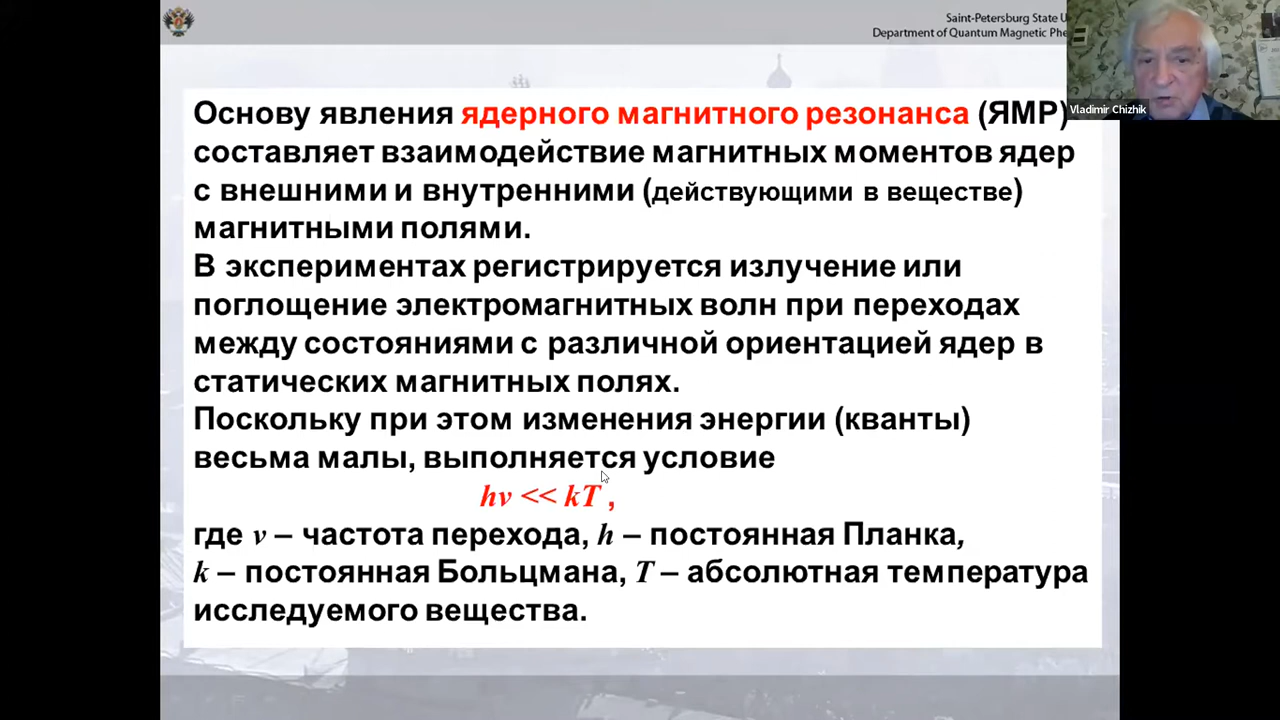 Saint-Petersburg State U
Department of Quantum Magnetic Phe
Vladimir Chizhik
Основу явления ядерного магнитного резонанса (ЯМР)
составляет взаимодействие магнитных моментов ядер
с внешними и внутренними (действующими в веществе)
магнитными полями.
В экспериментах регистрируется излучение или
поглощение электромагнитных волн при переходах
между состояниями с различной ориентацией ядер в
статических магнитных полях.
Поскольку при этом изменения энергии (кванты)
весьма малы, выполняется условие
hν << kT ,
где ν – частота перехода, h – постоянная Планка,
k – постоянная Больцмана, T – абсолютная температура
исследуемого вещества.